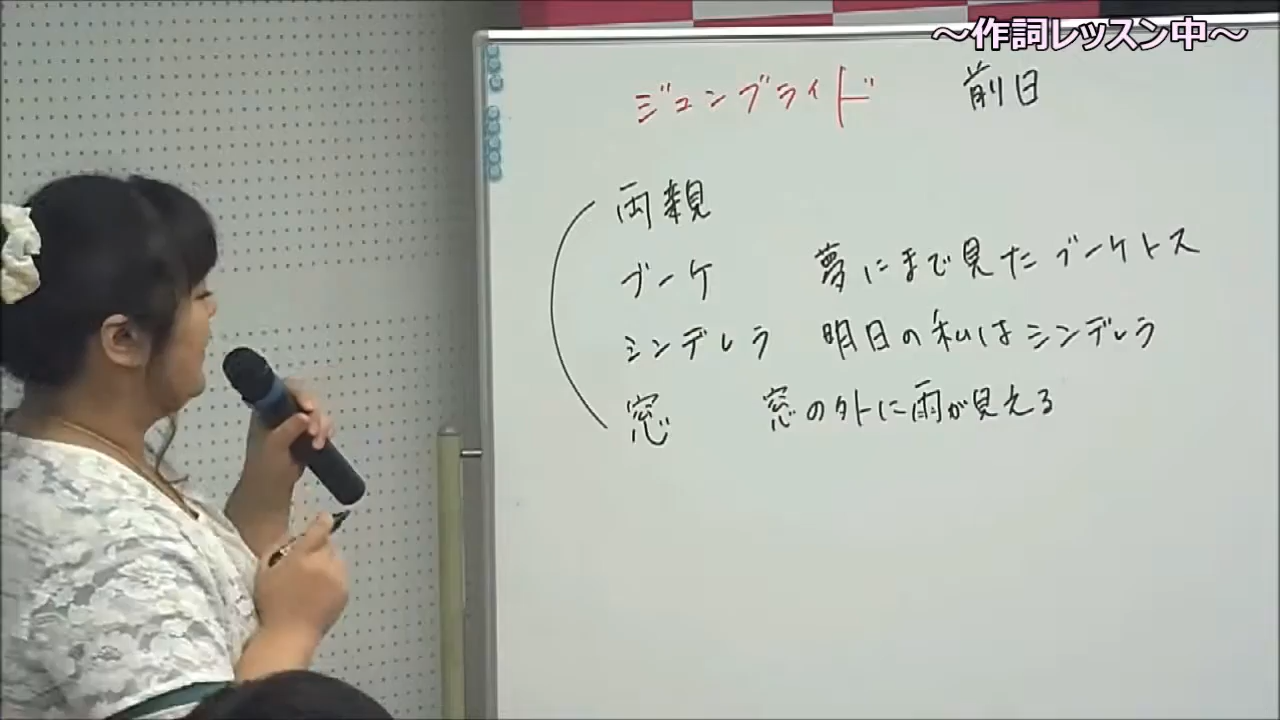 ～作詞レッスン中～
ジューンブライド 前日
両親
ブーケ 夢にまで見たブーケトス
シンデレラ 明日の私はシンデレラ
窓 窓の外に雨が見える